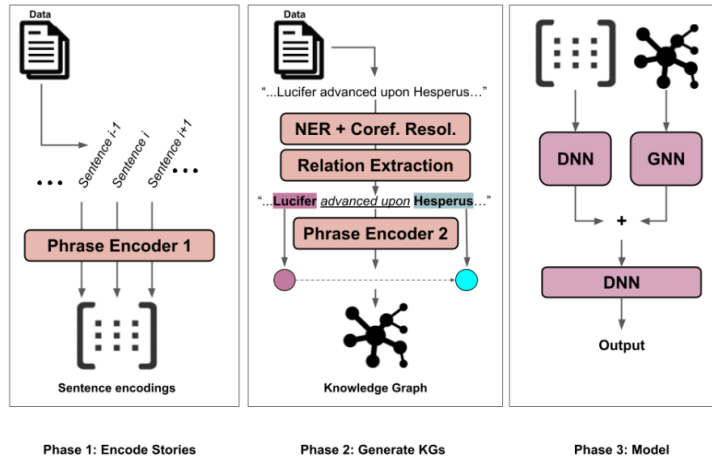 Data
Sentence i-1
Sentence i
Sentence i+1
...
...
Phrase Encoder 1
Sentence encodings
Phase 1: Encode Stories
Data
“...Lucifer advanced upon Hesperus...”
NER + Coref. Resol.
Relation Extraction
“...Lucifer advanced upon Hesperus...”
Phrase Encoder 2
Knowledge Graph
Phase 2: Generate KGs
DNN
GNN
+
DNN
Output
Phase 3: Model